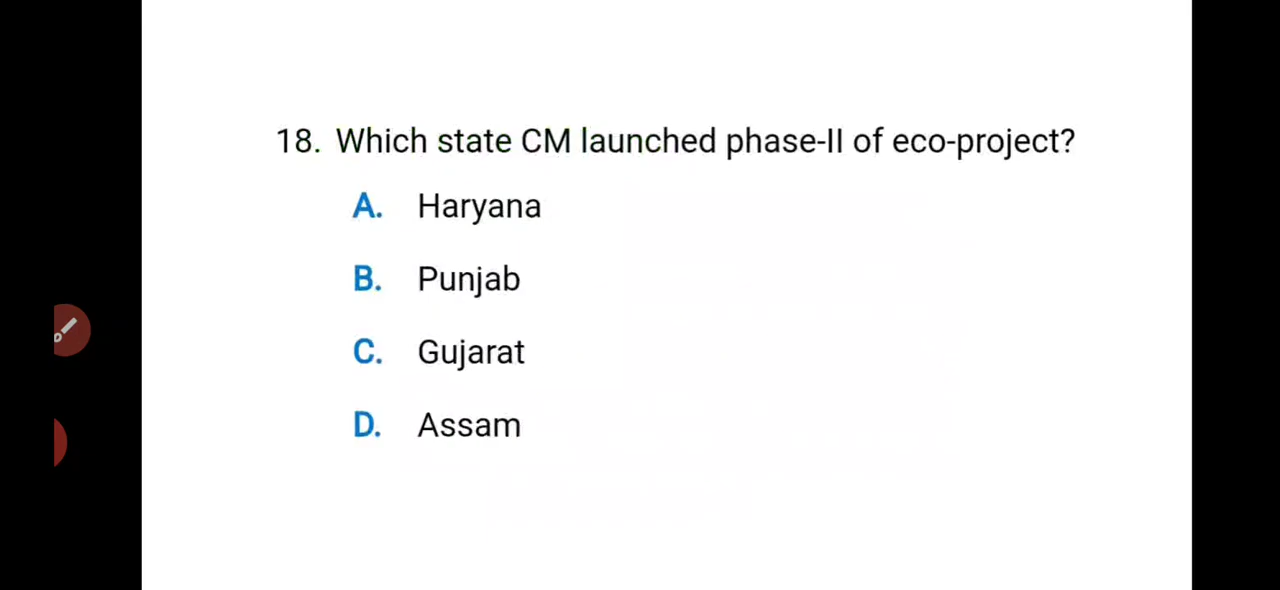 18. Which state CM launched phase-II of eco-project?
A. Haryana
B. Punjab
C. Gujarat
D. Assam